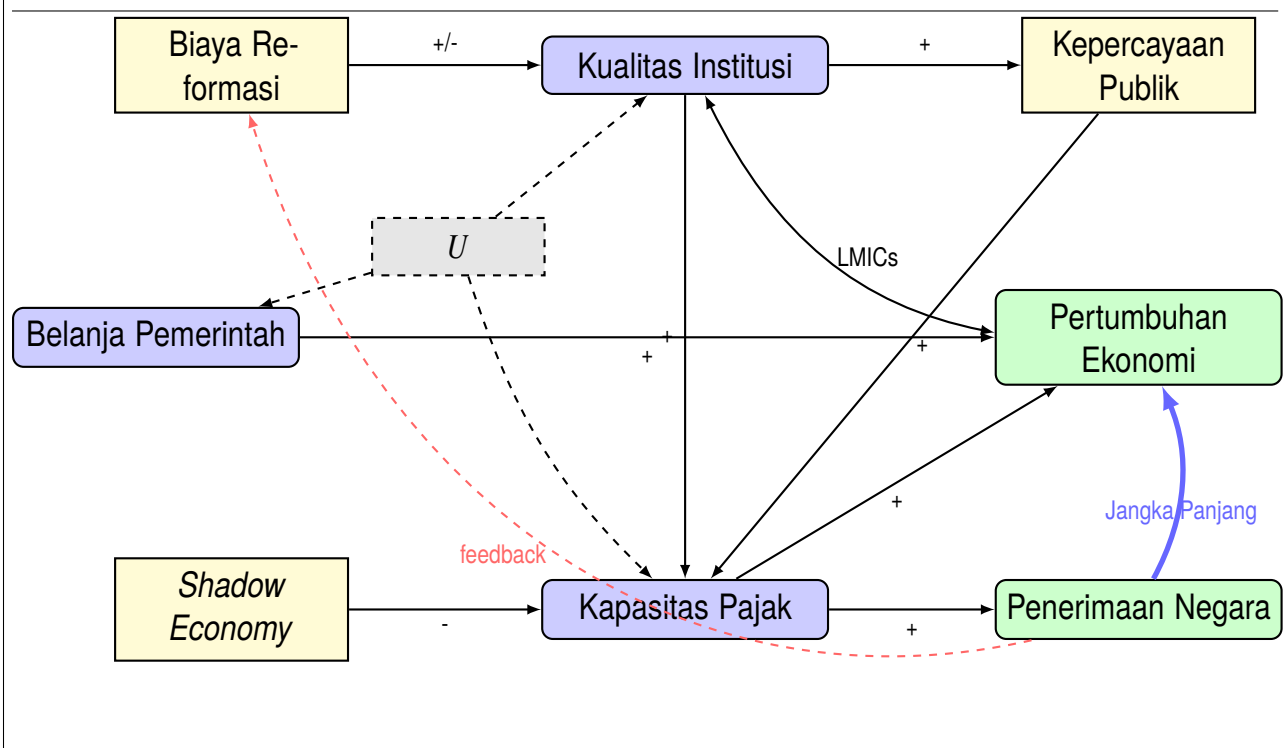 Biaya Re-
formasi
+/-
Kualitas Institusi
+
Kepercayaan
Publik
U
LMICs
Belanja Pemerintah
+
+
+
Pertumbuhan
Ekonomi
+
Jangka Panjang
feedback
Shadow
Economy
-
Kapasitas Pajak
+
Penerimaan Negara